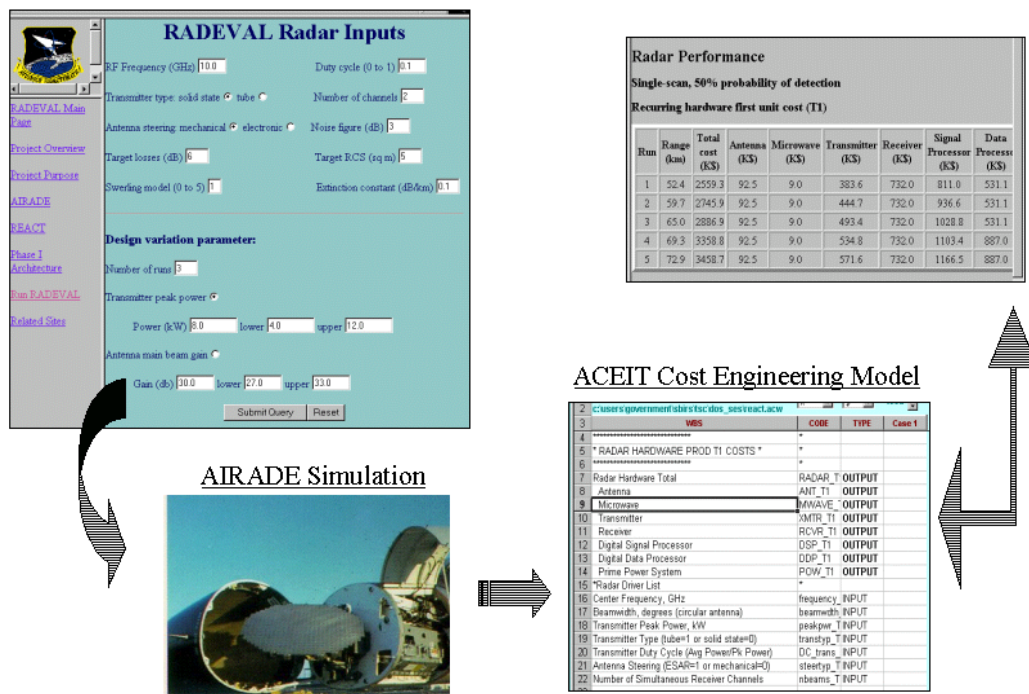 RADEVAL Radar Inputs
RF Frequency (GHz) 10.0 Duty cycle (0 to 1) 0.1
Transmitter type: solid state tube Number of channels 2
Antenna steering: mechanical electronic Noise figure (dB) 3
Target losses (dB) 6 Target RCS (sq m) 5
Swerling model (0 to 5) 1 Extinction constant (dB/km) 0.1
Design variation parameter:
Number of runs 3
Transmitter peak power
Power (kW) 8.0 lower 4.0 upper 12.0
Antenna main beam gain
Gain (db) 30.0 lower 27.0 upper 33.0
Submit Query Reset
RADEVAL Main
Page
Project Overview
Project Purpose
AIRADE
REACT
Phase I
Architecture
Run RADEVAL
Related Sites
Radar Performance
Single-scan, 50% probability of detection
Recurring hardware first unit cost (T1)
Run Range (km) Total cost (K$) Antenna (K$) Microwave (K$) Transmitter (K$) Receiver (K$) Signal Processor (K$) Data Processo (K$)
1 52.4 2559.3 92.5 9.0 383.6 732.0 811.0 531.1
2 59.7 2745.9 92.5 9.0 444.7 732.0 936.6 531.1
3 65.0 2886.9 92.5 9.0 493.4 732.0 1028.8 531.1
4 69.3 3358.8 92.5 9.0 534.8 732.0 1103.4 887.0
5 72.9 3458.7 92.5 9.0 571.6 732.0 1166.5 887.0
AIRADE Simulation
ACEIT Cost Engineering Model
2 c:\users\government\sbirs\tsc\dos_ses\react.acw
3 WBS CODE TYPE Case 1
4 **************************** *
5 * RADAR HARDWARE PROD T1 COSTS * *
6 **************************** *
7 Radar Hardware Total RADAR_T OUTPUT
8 Antenna ANT_T1 OUTPUT
9 Microwave MWAVE_ OUTPUT
10 Transmitter XMTR_T1 OUTPUT
11 Receiver RCVR_T1 OUTPUT
12 Digital Signal Processor DSP_T1 OUTPUT
13 Digital Data Processor DDP_T1 OUTPUT
14 Prime Power System POW_T1 OUTPUT
15 *Radar Driver List *
16 Center Frequency, GHz frequency_ INPUT
17 Beamwidth, degrees (circular antenna) beamwdth_ INPUT
18 Transmitter Peak Power, kW peakpwr_T INPUT
19 Transmitter Type (tube=1 or solid state=0) transtyp_T INPUT
20 Transmitter Duty Cycle (Avg Power/Pk Power) DC_trans_ INPUT
21 Antenna Steering (ESAR=1 or mechanical=0) steertyp_T INPUT
22 Number of Simultaneous Receiver Channels nbeams_T INPUT